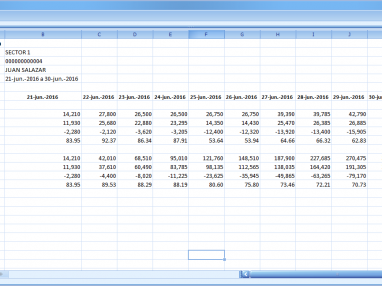 B C D E F G H I J
SECTOR 1
000000000004
JUAN SALAZAR
21-jun.-2016 a 30-jun.-2016
21-jun.-2016 22-jun.-2016 23-jun.-2016 24-jun.-2016 25-jun.-2016 26-jun.-2016 27-jun.-2016 28-jun.-2016 29-jun.-2016
14,210 27,800 26,500 26,500 26,750 26,750 39,390 39,785 42,790
11,930 25,680 22,880 23,295 14,350 14,430 25,470 26,385 26,885
-2,280 -2,120 -3,620 -3,205 -12,400 -12,320 -13,920 -13,400 -15,905
83.95 92.37 86.34 87.91 53.64 53.94 64.66 66.32 62.83
14,210 42,010 68,510 95,010 121,760 148,510 187,900 227,685 270,475
11,930 37,610 60,490 83,785 98,135 112,565 138,035 164,420 191,305
-2,280 -4,400 -8,020 -11,225 -23,625 -35,945 -49,865 -63,265 -79,170
83.95 89.53 88.29 88.19 80.60 75.80 73.46 72.21 70.73